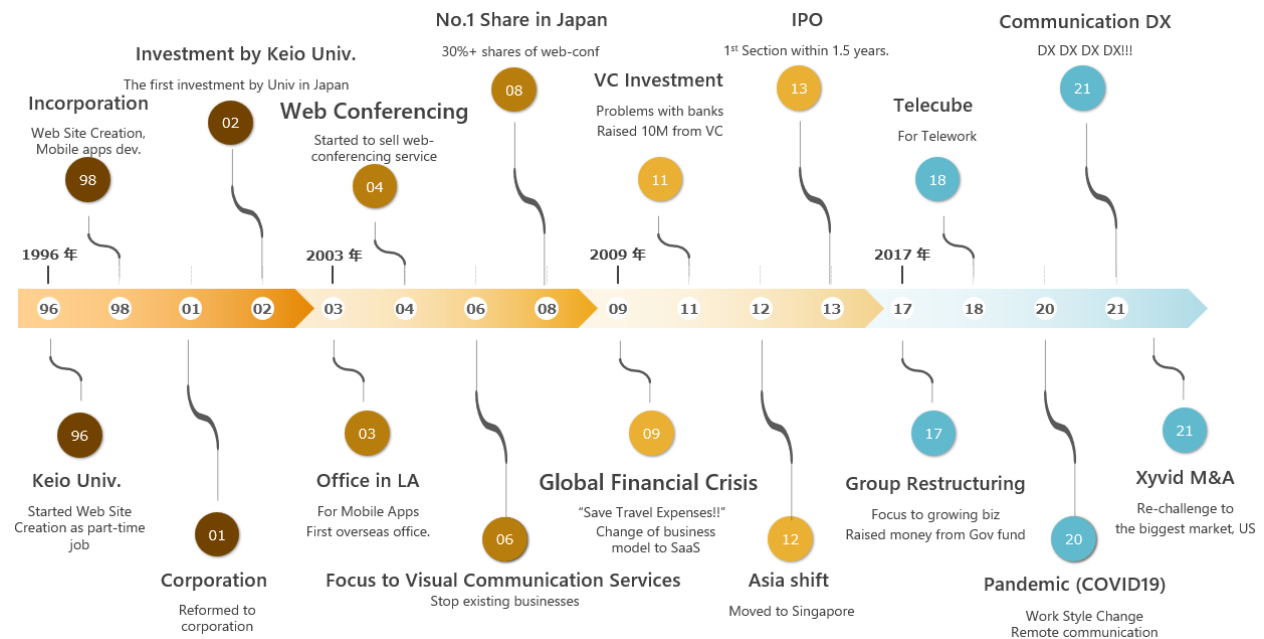 No.1 Share in Japan
30%+ shares of web-conf
08
IPO
1st Section within 1.5 years.
13
Communication DX
DX DX DX DX!!!
21
Investment by Keio Univ.
The first investment by Univ in Japan
02
VC Investment
Problems with banks
Raised 10M from VC
11
Incorporation
Web Site Creation,
Mobile apps dev.
98
Web Conferencing
Started to sell web-
conferencing service
04
Telecube
For Telework
18
1996 年
2003 年
2009 年
2017 年
96 98 01 02 03 04 06 08 09 11 12 13 17 18 20 21
96
Keio Univ.
Started Web Site
Creation as part-time
job
01
Corporation
Reformed to
corporation
03
Office in LA
For Mobile Apps
First overseas office.
06
Focus to Visual Communication Services
Stop existing businesses
09
Global Financial Crisis
“Save Travel Expenses!!”
Change of business
model to SaaS
12
Asia shift
Moved to Singapore
17
Group Restructuring
Focus to growing biz
Raised money from Gov fund
20
Pandemic (COVID19)
Work Style Change
Remote communication
21
Xyvid M&A
Re-challenge to
the biggest market, US